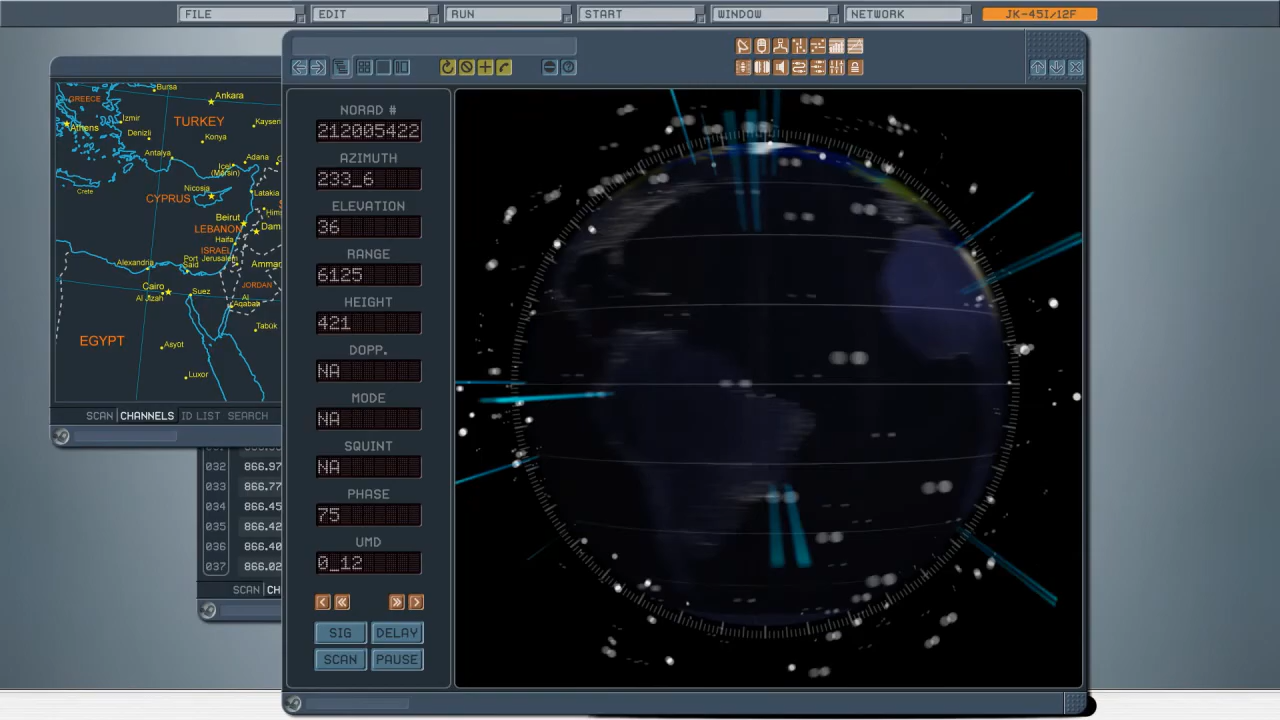 FILE EDIT RUN START WINDOW NETWORK JK-45I/12F
GREECE
Bursa
Ankara
Athens
Izmir
TURKEY
Kayseri
Denizli
Konya
Antalya
Adana
Icel
(Mersin)
Crete
Nicosia
CYPRUS
Latakia
Beirut
LEBANON
Haifa
ISRAEL
Alexandria
Port
Said
Jerusalem
Amman
Cairo
Al Jizah
Suez
JORDAN
Al
Aqabah
EGYPT
Asyút
Tabūk
Luxor
SCAN CHANNELS ID LIST SEARCH
032 866.97
033 866.77
034 866.45
035 866.42
036 866.40
037 866.02
SCAN CH
NORAD #
212005422
AZIMUTH
233_6
ELEVATION
36
RANGE
6125
HEIGHT
421
DOPP.
NA
MODE
NA
SQUINT
NA
PHASE
75
UMD
0_12
SIG DELAY
SCAN PAUSE